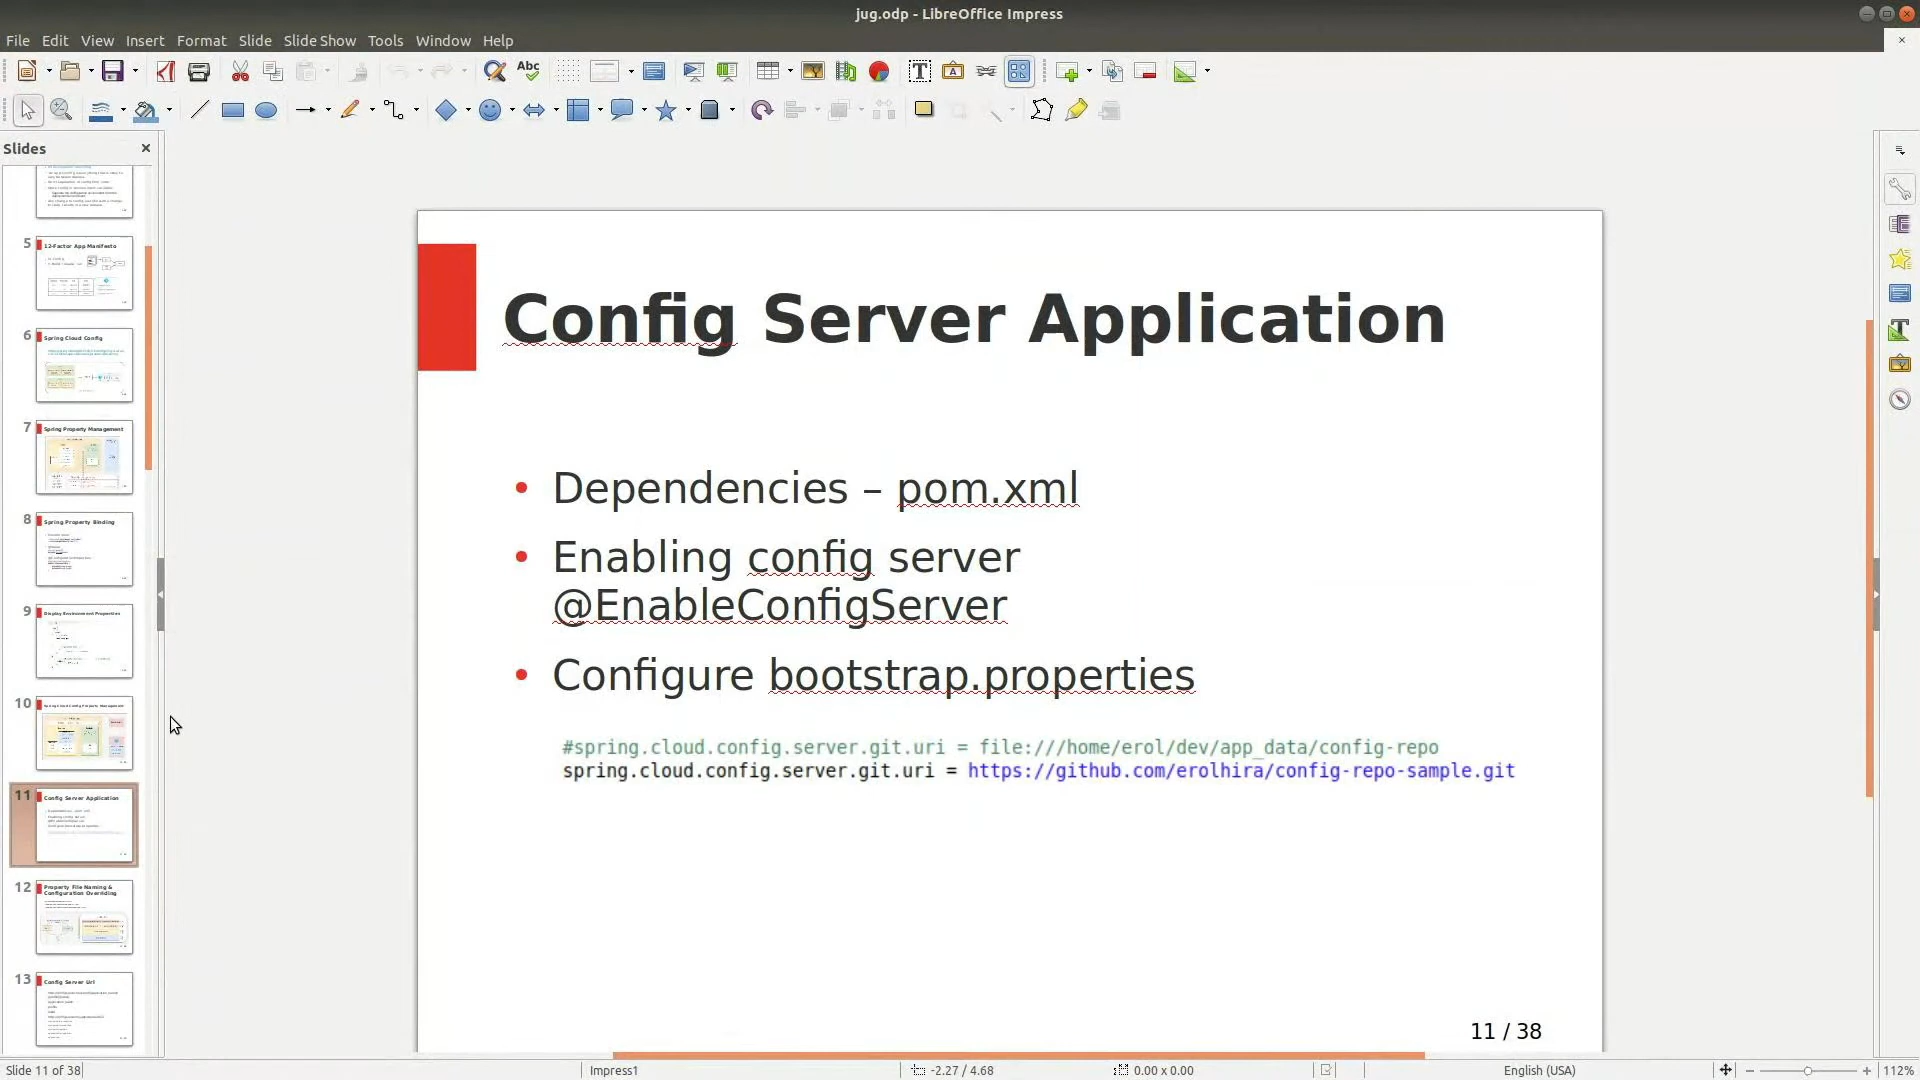 jug.odp - LibreOffice Impress
File Edit View Insert Format Slide Slide Show Tools Window Help
Slides
5 12-Factor App Manifesto
6 Spring Cloud Config
7 Spring Property Management
8 Spring Property Binding
9 Display Environment Properties
10 Spring Cloud Config Property Management
11 Config Server Application
12 Property File Naming &
Configuration Overriding
13 Config Server Url
Config Server Application
• Dependencies – pom.xml
• Enabling config server
@EnableConfigServer
• Configure bootstrap.properties
#spring.cloud.config.server.git.uri = file:///home/erol/dev/app_data/config-repo
spring.cloud.config.server.git.uri = https://github.com/erolhira/config-repo-sample.git
11 / 38
Slide 11 of 38 Impress1 -2.27 / 4.68 0.00 x 0.00 English (USA) 112%